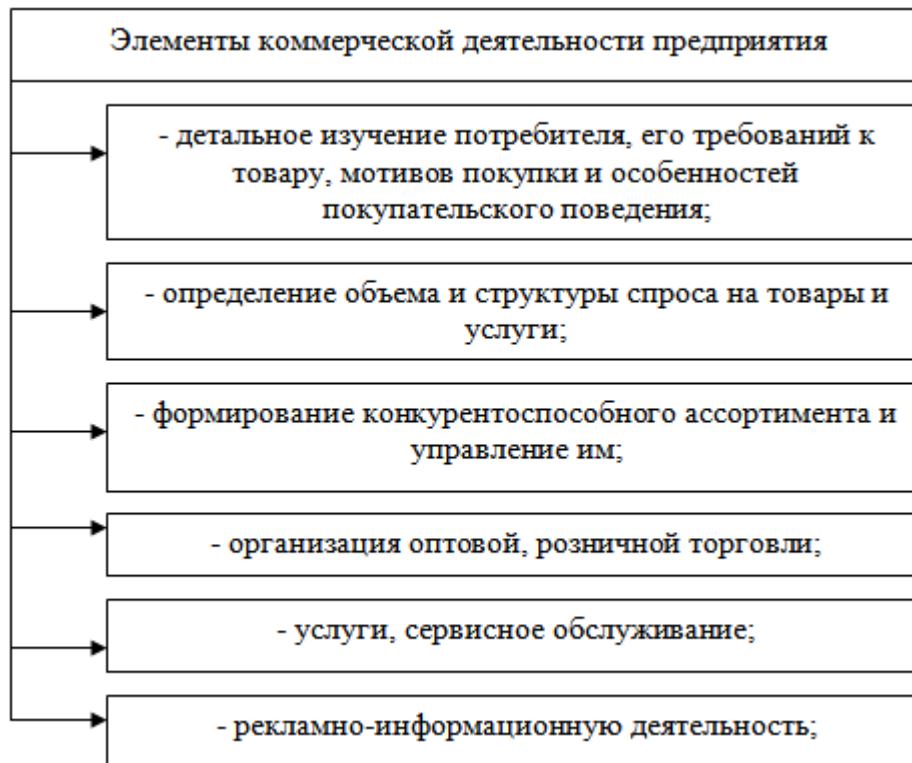 Элементы коммерческой деятельности предприятия
- детальное изучение потребителя, его требований к
товару, мотивов покупки и особенностей
покупательского поведения;
- определение объема и структуры спроса на товары и
услуги;
- формирование конкурентоспособного ассортимента и
управление им;
- организация оптовой, розничной торговли;
- услуги, сервисное обслуживание;
- рекламно-информационную деятельность;